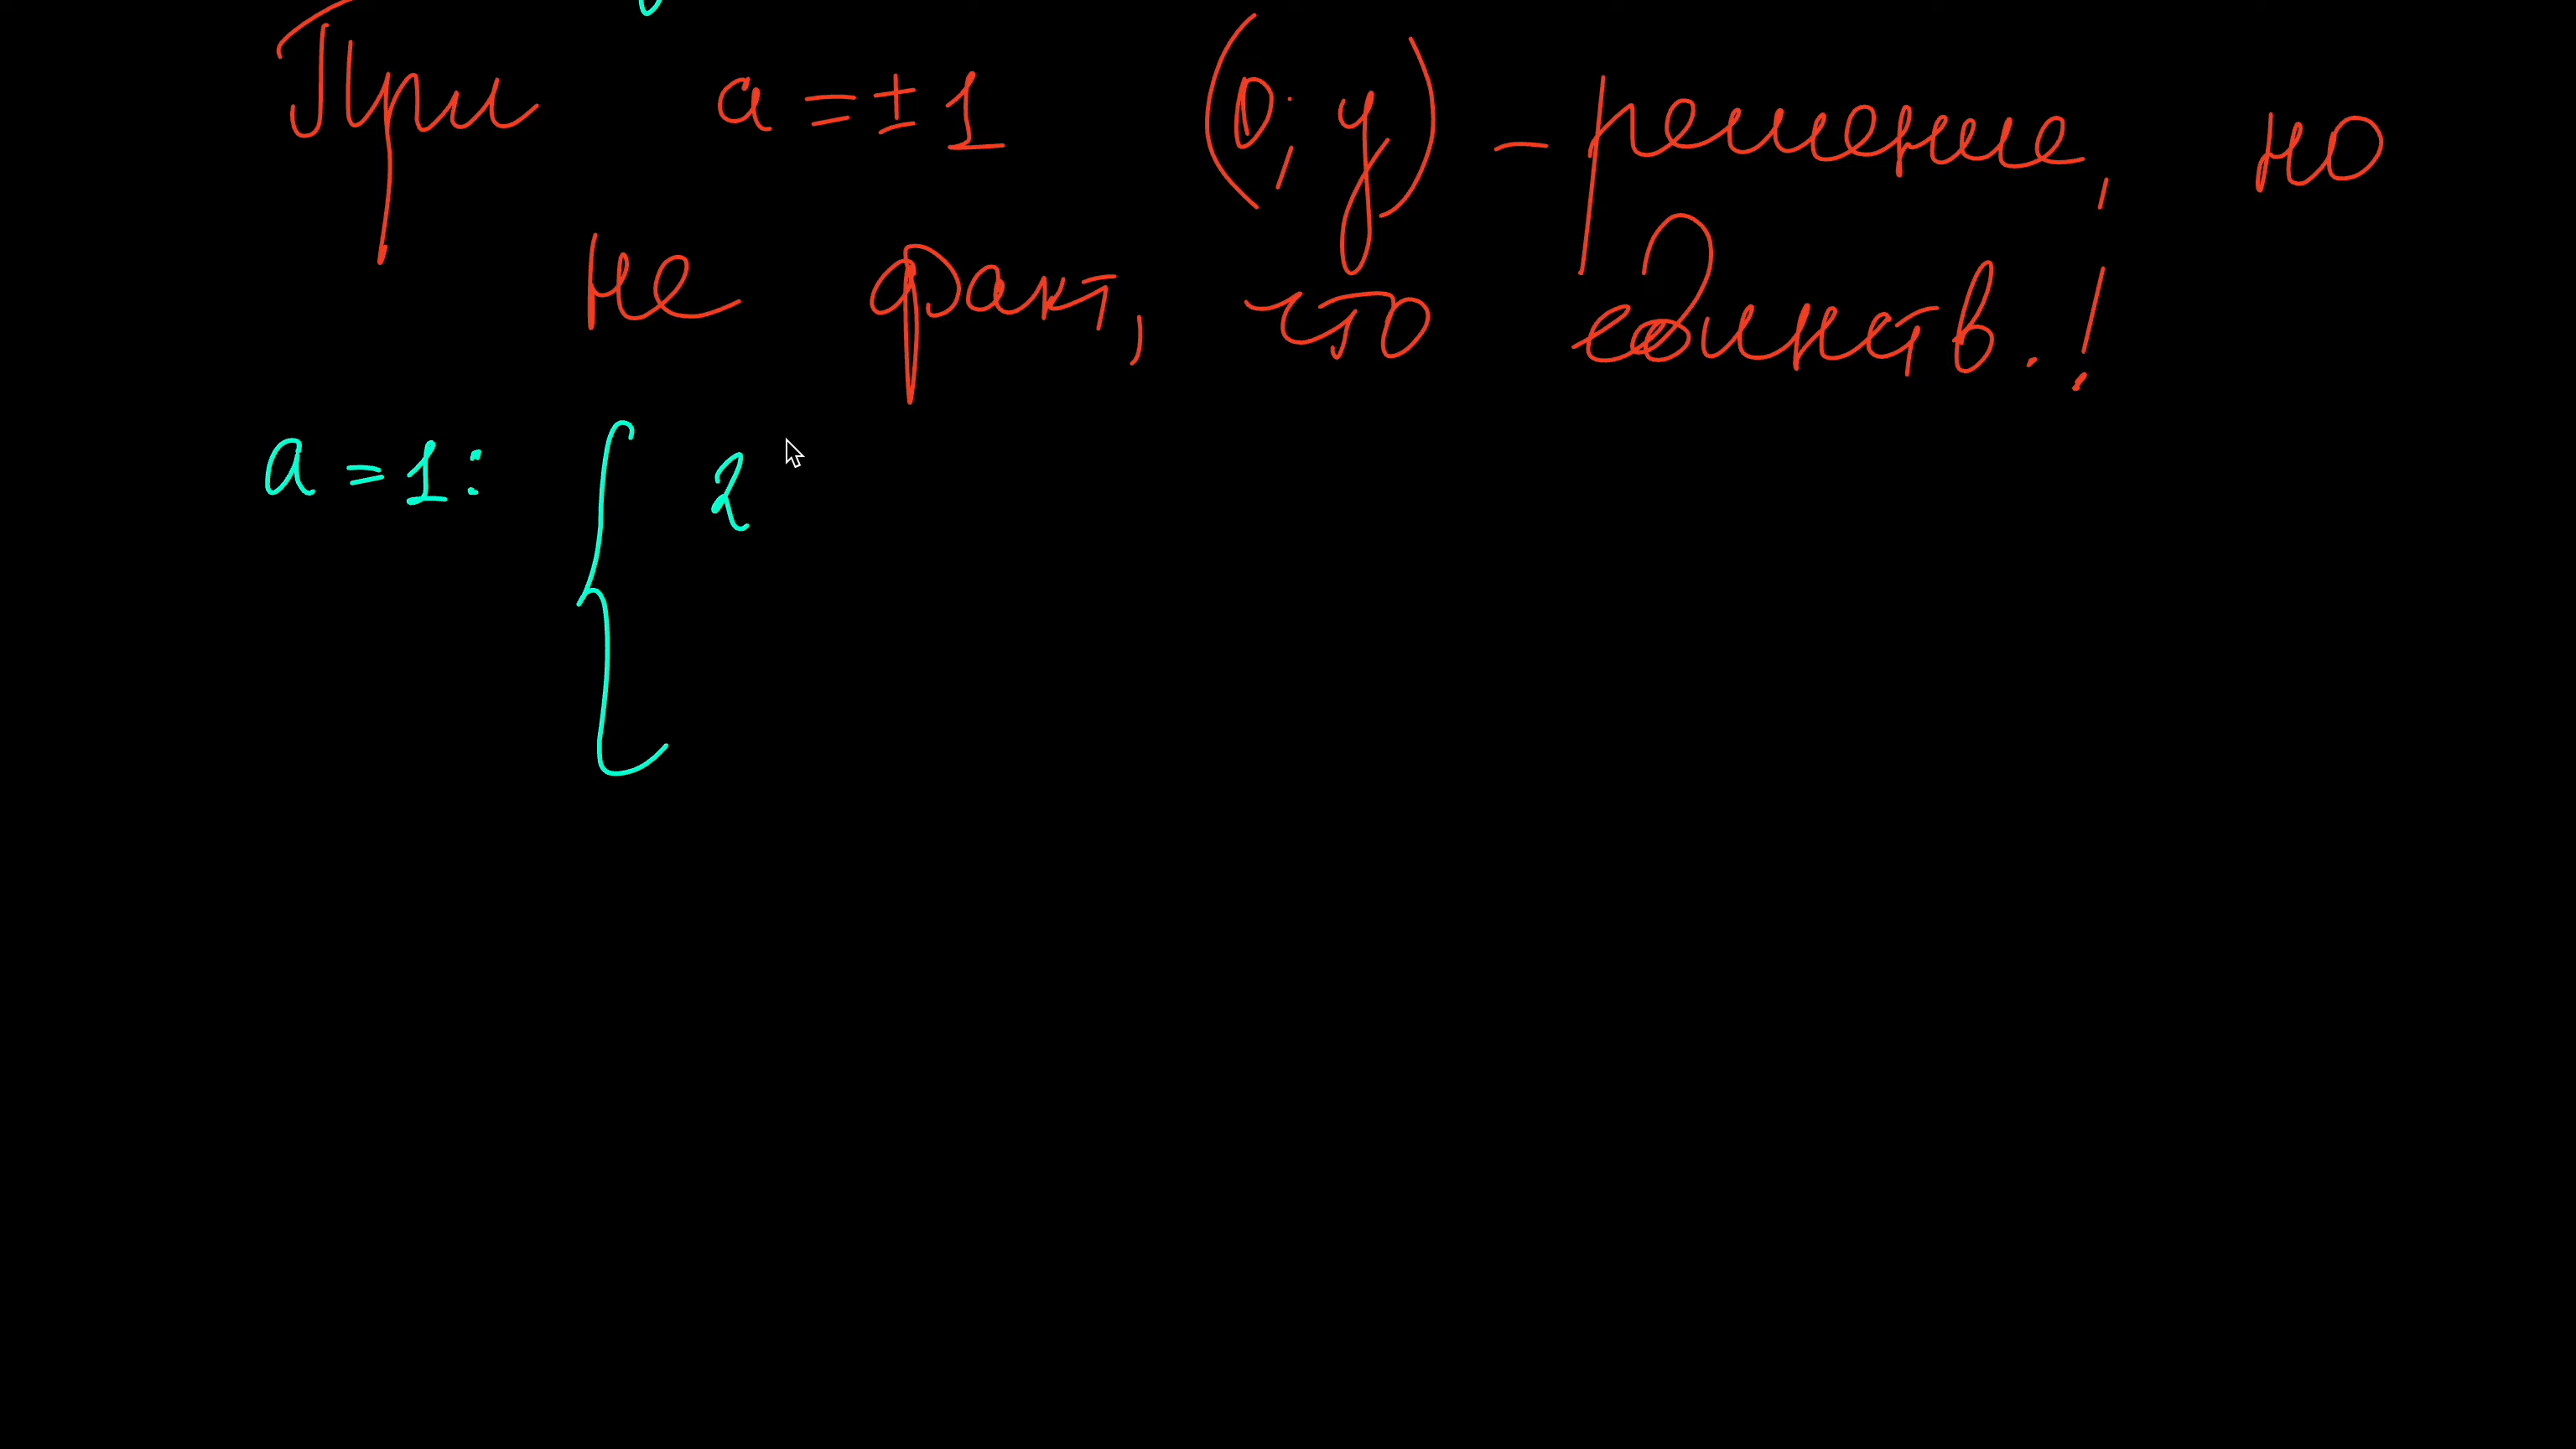 При a = ± 1 (0; y) - решение, но
не факт, что единств.!
a = 1: { 2